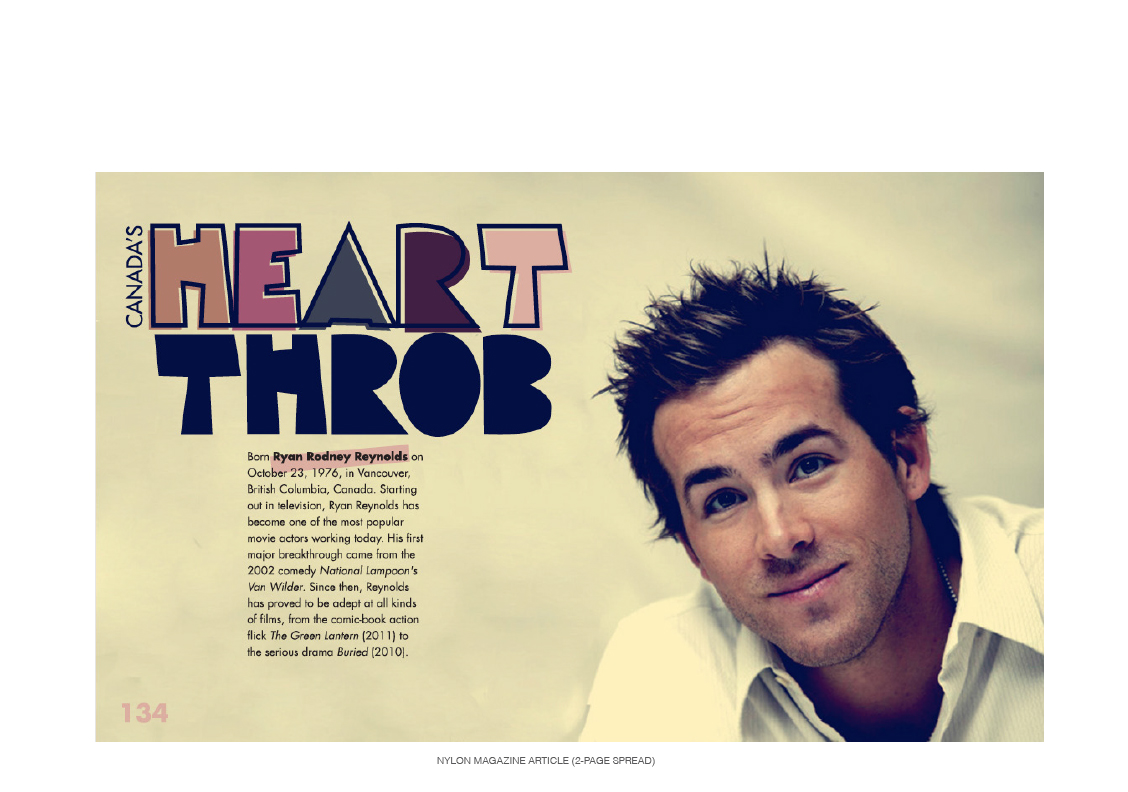 CANADA'S
HEART
THROB
Born Ryan Rodney Reynolds on
October 23, 1976, in Vancouver,
British Columbia, Canada. Starting
out in television, Ryan Reynolds has
become one of the most popular
movie actors working today. His first
major breakthrough came from the
2002 comedy National Lampoon's
Van Wilder. Since then, Reynolds
has proved to be adept at all kinds
of films, from the comic-book action
flick The Green Lantern (2011) to
the serious drama Buried (2010).
134
NYLON MAGAZINE ARTICLE (2-PAGE SPREAD)